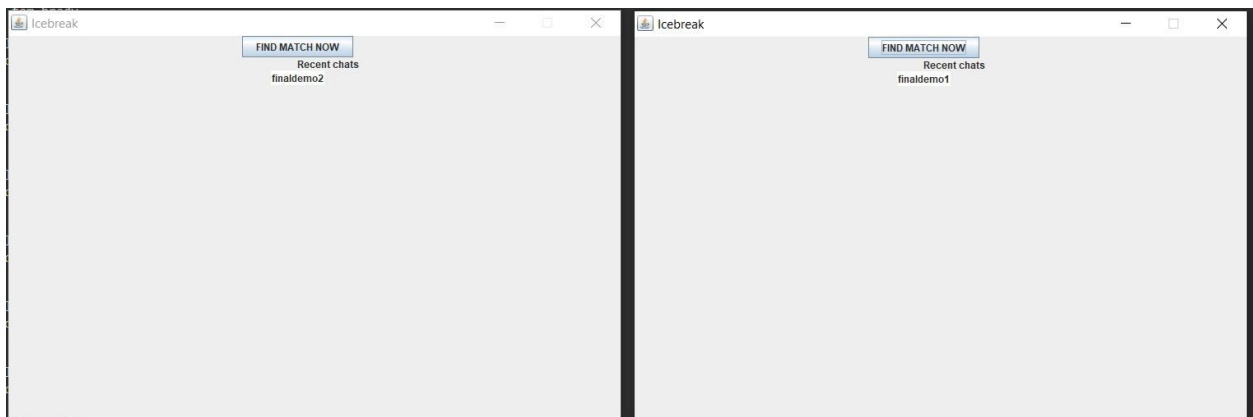 Icebreak
FIND MATCH NOW
Recent chats
finaldemo2
Icebreak
FIND MATCH NOW
Recent chats
finaldemo1